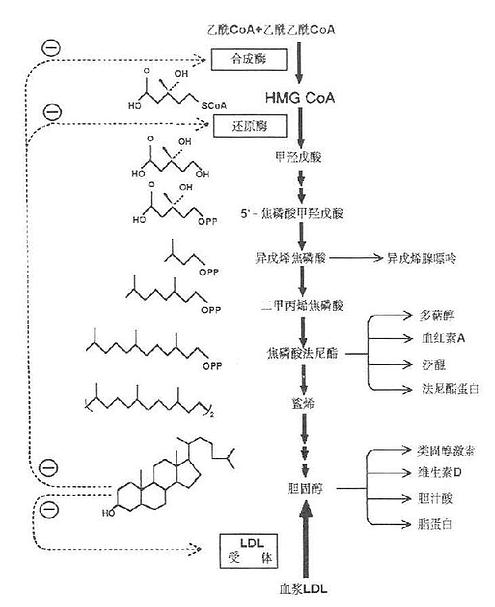 乙酰CoA+乙酰乙酰CoA
合成酶
OH
O
HO
SCoA
HMG CoA
还原酶
甲羟戊酸
O
OH
HO
OH
O
OH
HO
OPP
5'-焦磷酸甲羟戊酸
OPP
异戊烯焦磷酸
异戊烯腺嘌呤
OPP
二甲丙烯焦磷酸
多萜醇
血红素A
OPP
焦磷酸法尼酯
泛醌
法尼酯蛋白
2
鲨烯
类固醇激素
维生素D
HO
胆固醇
胆汁酸
脂蛋白
LDL
受 体
血浆LDL